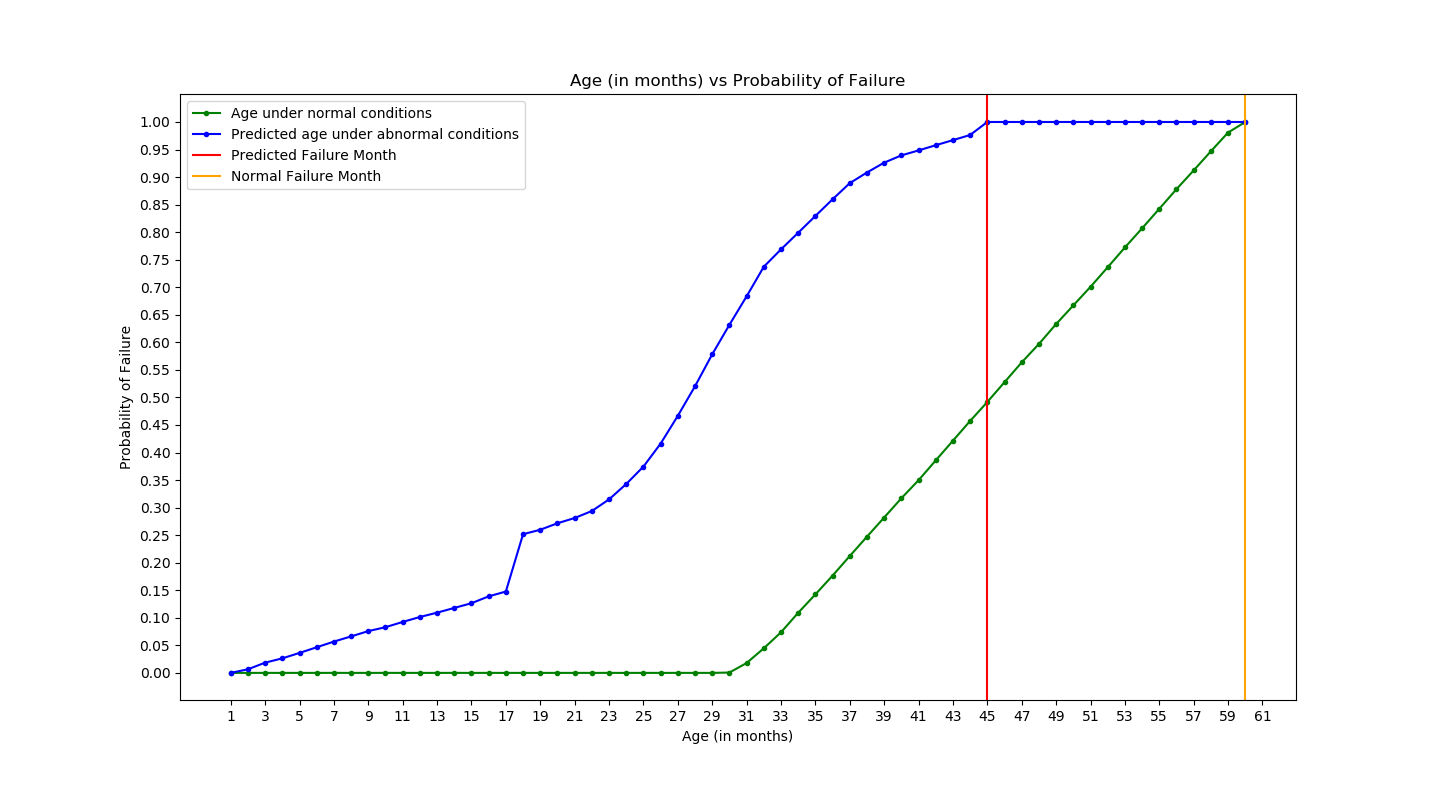 Age (in months) vs Probability of Failure
Age under normal conditions
Predicted age under abnormal conditions
Predicted Failure Month
Normal Failure Month
1.00
0.95
0.90
0.85
0.80
0.75
0.70
0.65
0.60
0.55
0.50
0.45
0.40
0.35
0.30
0.25
0.20
0.15
0.10
0.05
0.00
Probability of Failure
1 3 5 7 9 11 13 15 17 19 21 23 25 27 29 31 33 35 37 39 41 43 45 47 49 51 53 55 57 59 61
Age (in months)